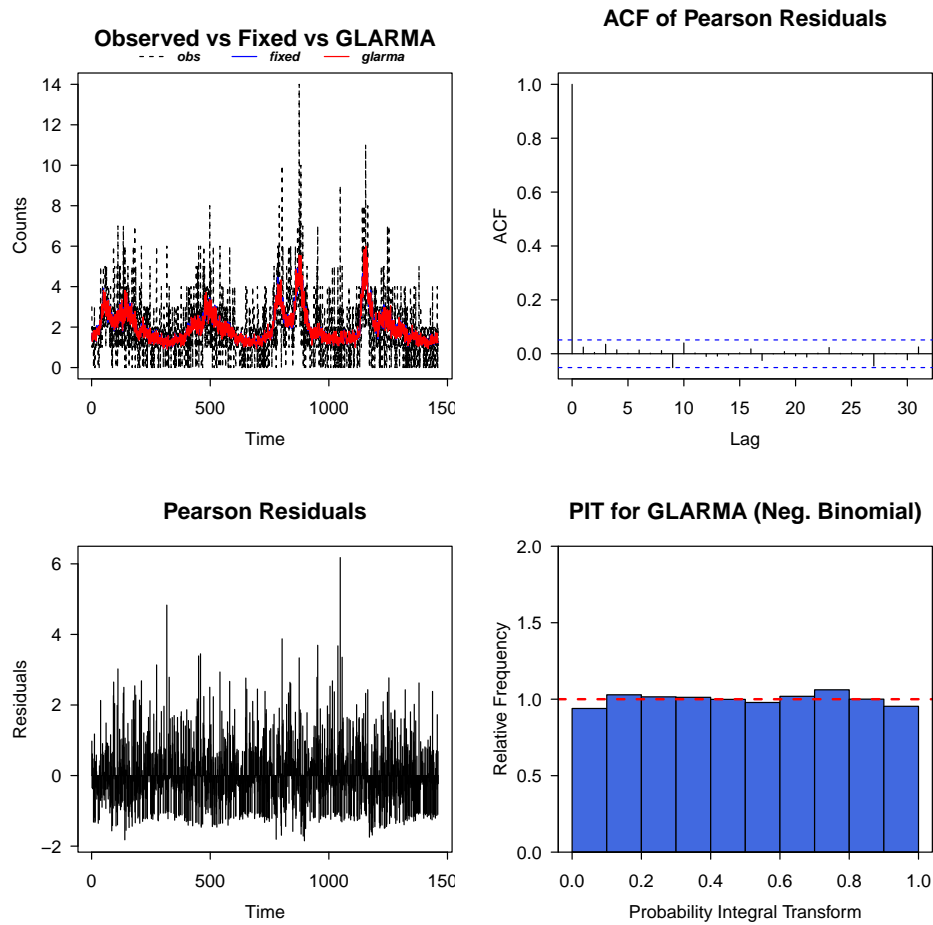 Observed vs Fixed vs GLARMA
obs fixed glarma
14
12
10
8
6
4
2
0
Counts
0 500 1000 150
Time
ACF of Pearson Residuals
1.0
0.8
0.6
0.4
0.2
0.0
ACF
0 5 10 15 20 25 30
Lag
Pearson Residuals
6
4
2
0
−2
Residuals
0 500 1000 150
Time
PIT for GLARMA (Neg. Binomial)
2.0
1.5
1.0
0.5
0.0
Relative Frequency
0.0 0.2 0.4 0.6 0.8 1.0
Probability Integral Transform